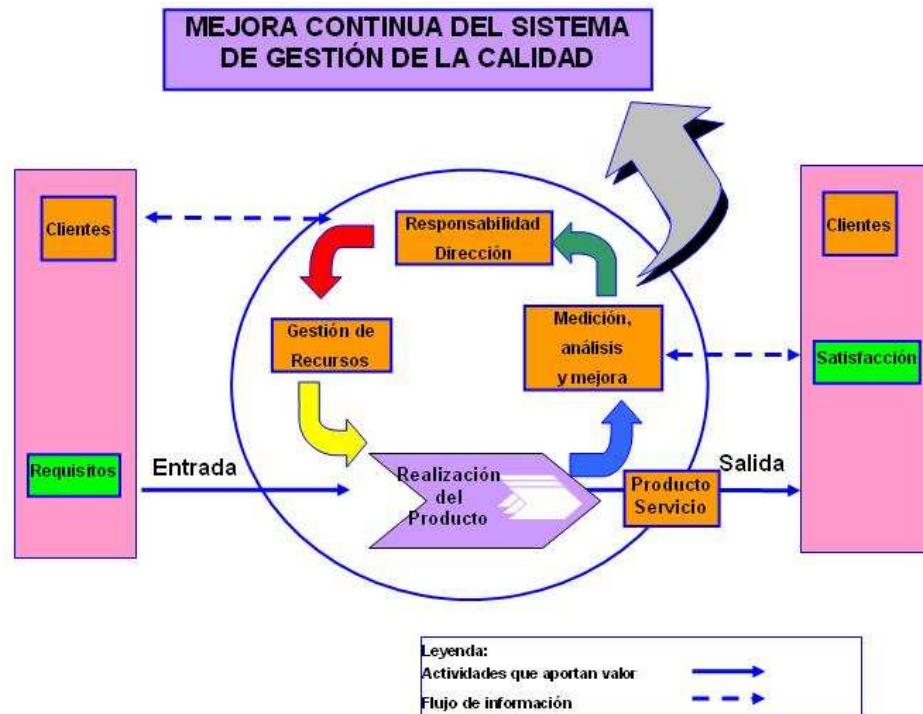 MEJORA CONTINUA DEL SISTEMA
DE GESTIÓN DE LA CALIDAD
Clientes
Responsabilidad
Dirección
Clientes
Gestión de
Recursos
Medición,
análisis
y mejora
Satisfacción
Requisitos
Entrada
Realización
del
Producto
Producto
Servicio
Salida
Leyenda:
Actividades que aportan valor
Flujo de información